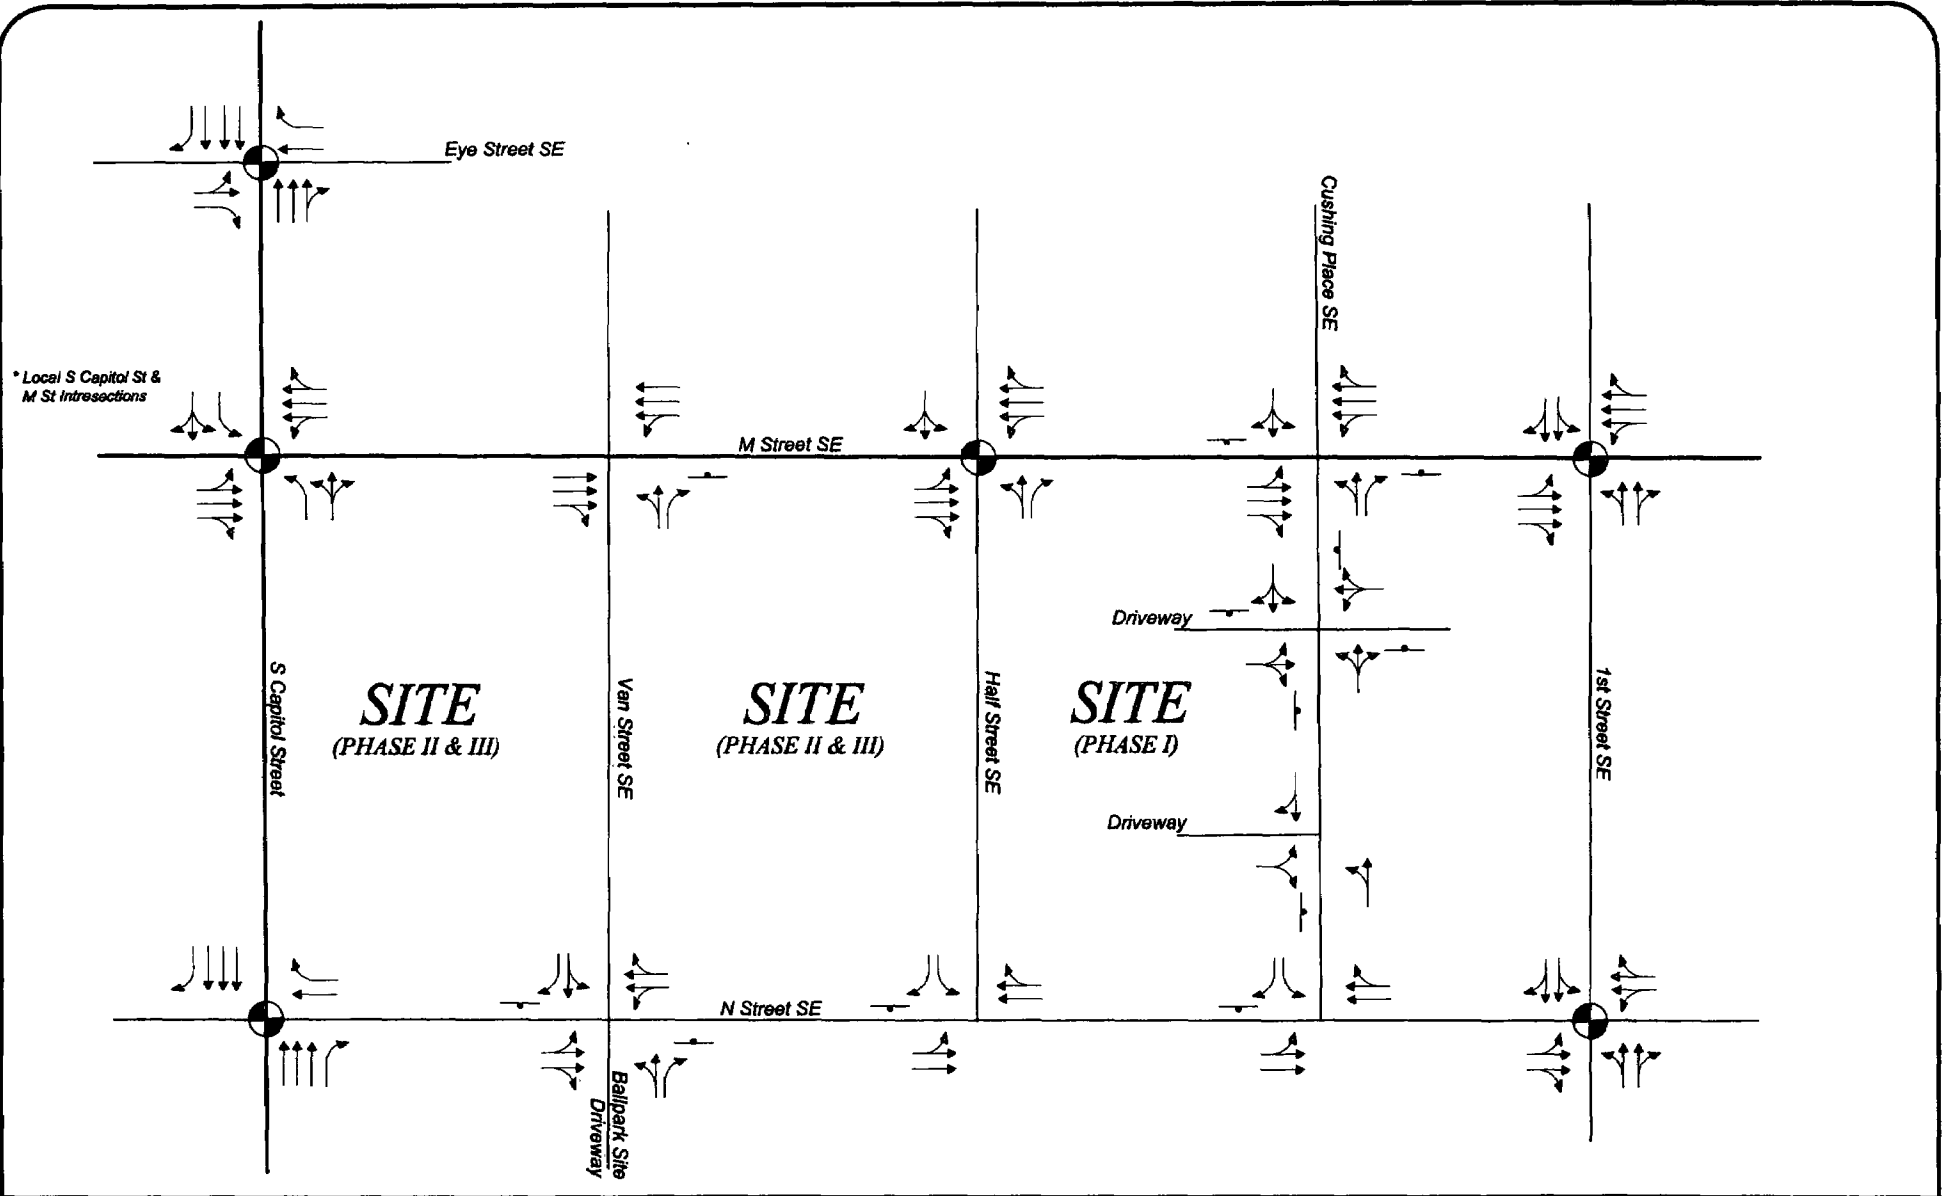 Eye Street SE
Cushing Place SE
* Local S Capitol St &
M St Intresections
M Street SE
Driveway
S Capitol Street
SITE
(PHASE II & III)
Van Street SE
SITE
(PHASE II & III)
Half Street SE
SITE
(PHASE I)
1st Street SE
Driveway
N Street SE
Ballpark Site
Driveway